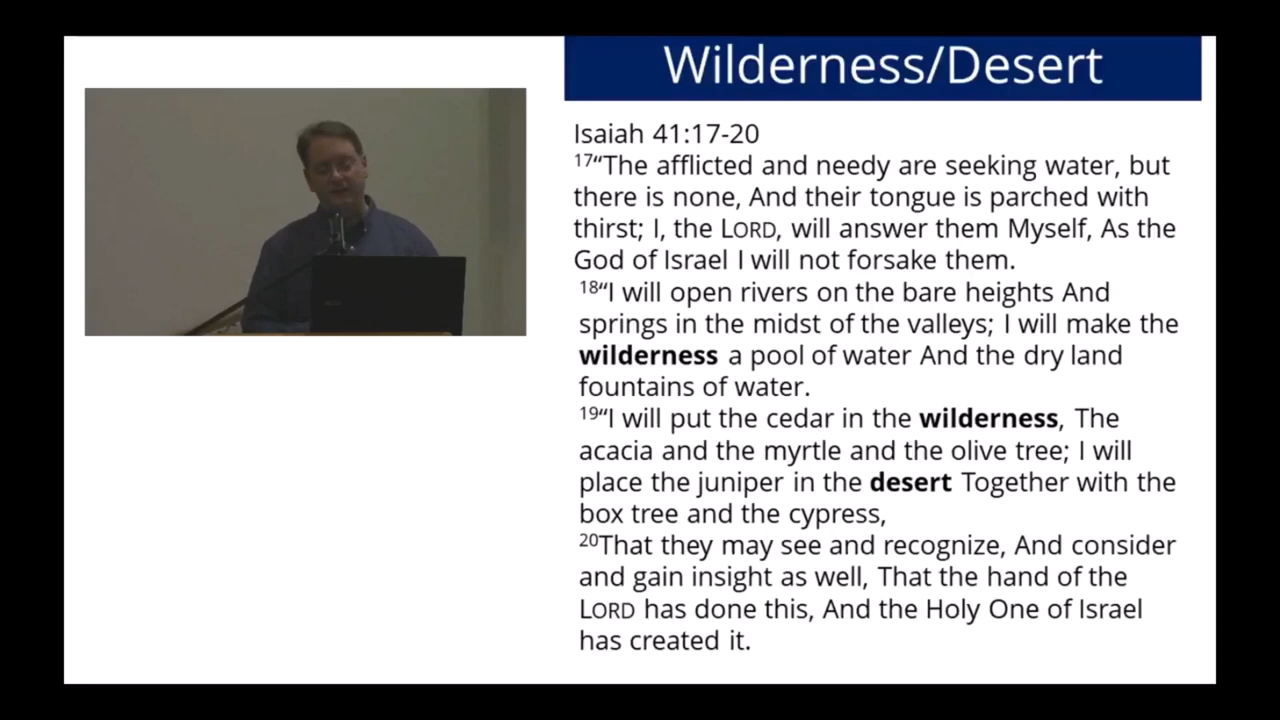 Wilderness/Desert
Isaiah 41:17-20
17“The afflicted and needy are seeking water, but
there is none, And their tongue is parched with
thirst; I, the LORD, will answer them Myself, As the
God of Israel I will not forsake them.
18“I will open rivers on the bare heights And
springs in the midst of the valleys; I will make the
wilderness a pool of water And the dry land
fountains of water.
19“I will put the cedar in the wilderness, The
acacia and the myrtle and the olive tree; I will
place the juniper in the desert Together with the
box tree and the cypress,
20That they may see and recognize, And consider
and gain insight as well, That the hand of the
LORD has done this, And the Holy One of Israel
has created it.